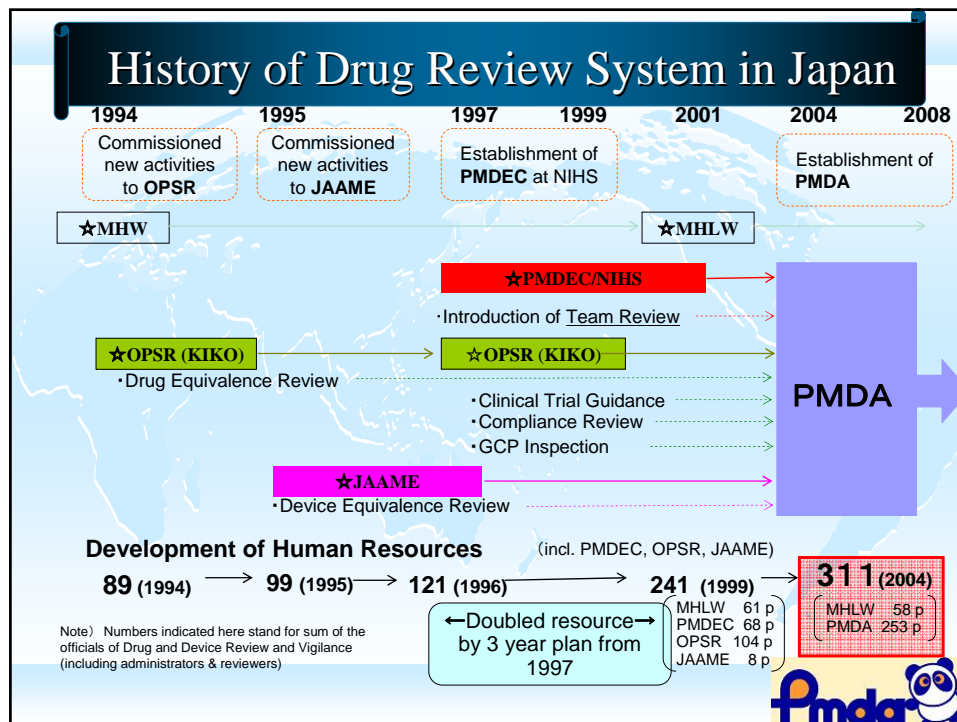 History of Drug Review System in Japan
1994 1995 1997 1999 2001 2004 2008
Commissioned
new activities
to OPSR
Commissioned
new activities
to JAAME
Establishment of
PMDEC at NIHS
Establishment of
PMDA
☆MHW
☆MHLW
☆PMDEC/NIHS
・Introduction of Team Review
☆OPSR (KIKO)
☆OPSR (KIKO)
・Drug Equivalence Review
・Clinical Trial Guidance
・Compliance Review
・GCP Inspection
PMDA
☆JAAME
・Device Equivalence Review
Development of Human Resources
（incl. PMDEC, OPSR, JAAME)
89 (1994) 99 (1995) 121 (1996) 241 (1999) 311 (2004)
MHLW 61 p
PMDEC 68 p
OPSR 104 p
JAAME 8 p
MHLW 58 p
PMDA 253 p
←Doubled resource→
by 3 year plan from
1997
Note） Numbers indicated here stand for sum of the
officials of Drug and Device Review and Vigilance
(including administrators & reviewers)
Pmda